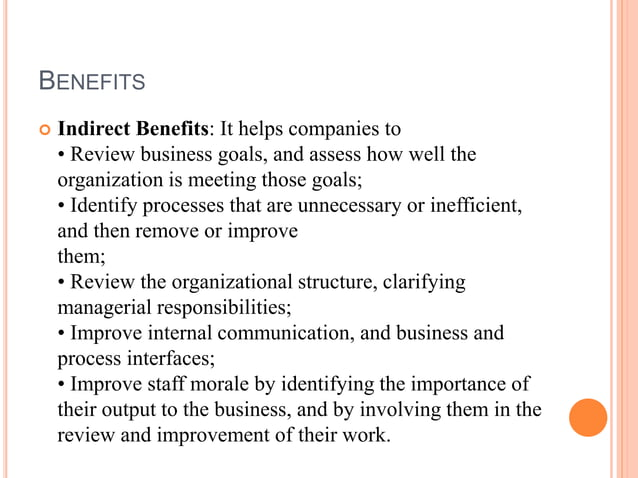 BENEFITS
Indirect Benefits: It helps companies to
• Review business goals, and assess how well the
organization is meeting those goals;
• Identify processes that are unnecessary or inefficient,
and then remove or improve
them;
• Review the organizational structure, clarifying
managerial responsibilities;
• Improve internal communication, and business and
process interfaces;
• Improve staff morale by identifying the importance of
their output to the business, and by involving them in the
review and improvement of their work.